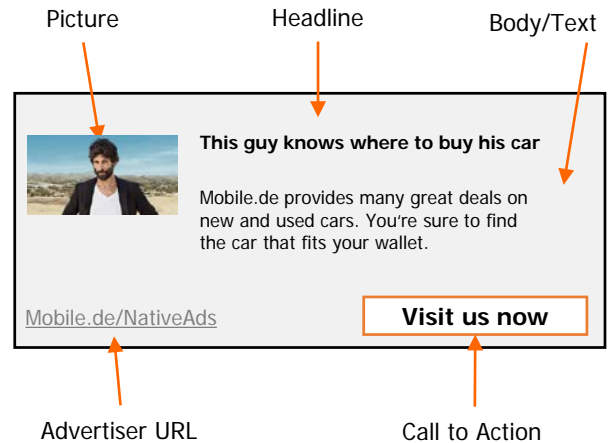 Picture
Headline
Body/Text
This guy knows where to buy his car
Mobile.de provides many great deals on
new and used cars. You're sure to find
the car that fits your wallet.
Mobile.de/NativeAds
Visit us now
Advertiser URL
Call to Action